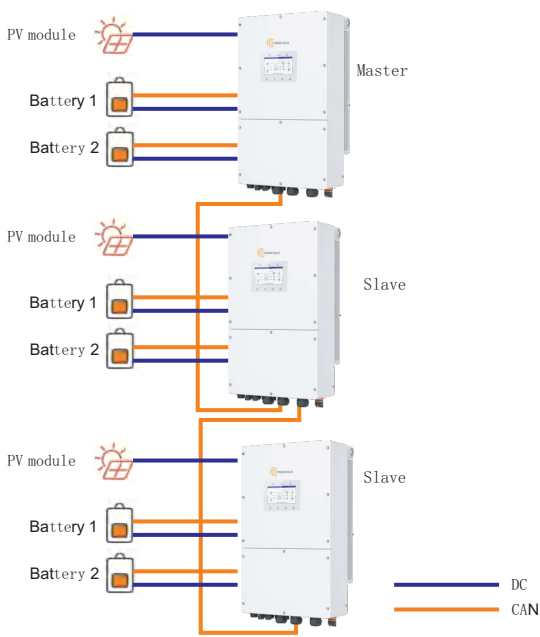 PV module
Master
Battery 1
Battery 2
PV module
Slave
Battery 1
Battery 2
PV module
Slave
Battery 1
Battery 2
DC
CAN